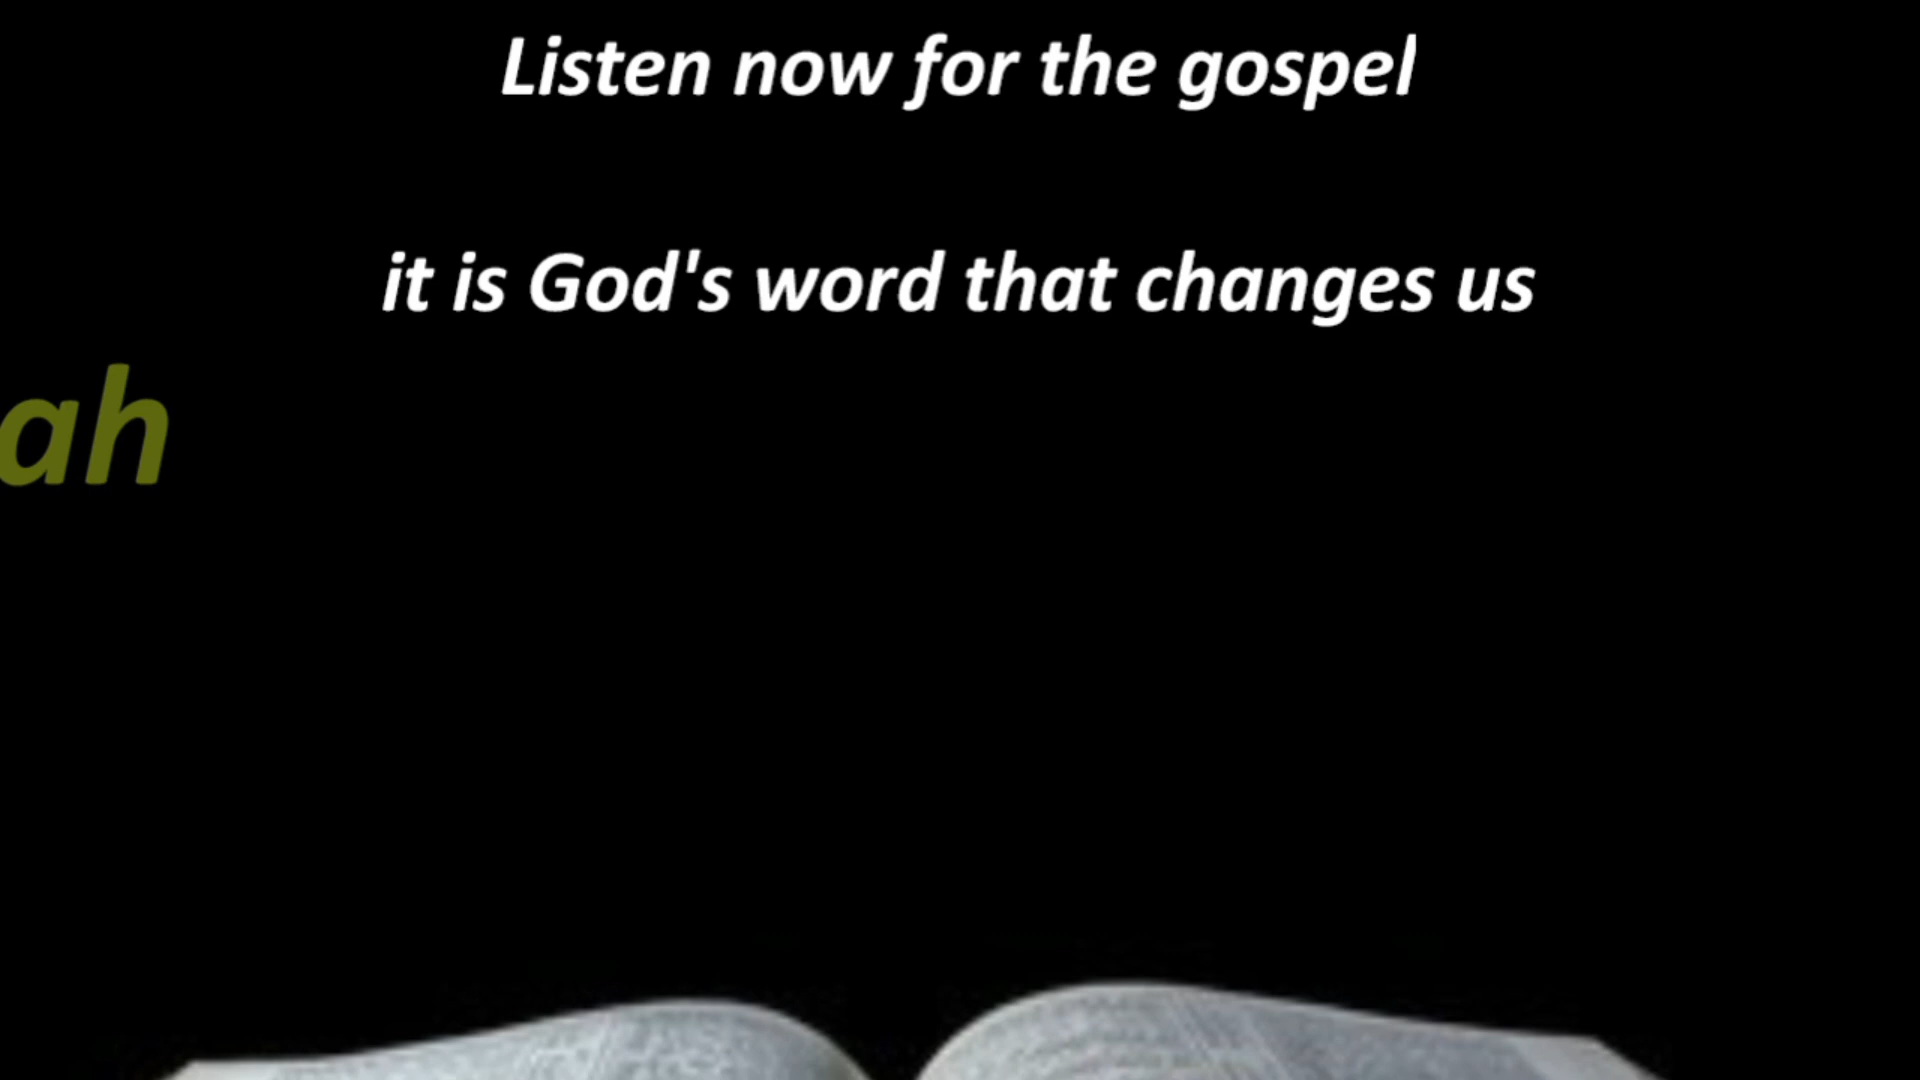 Listen now for the gospel
it is God's word that changes us
ah